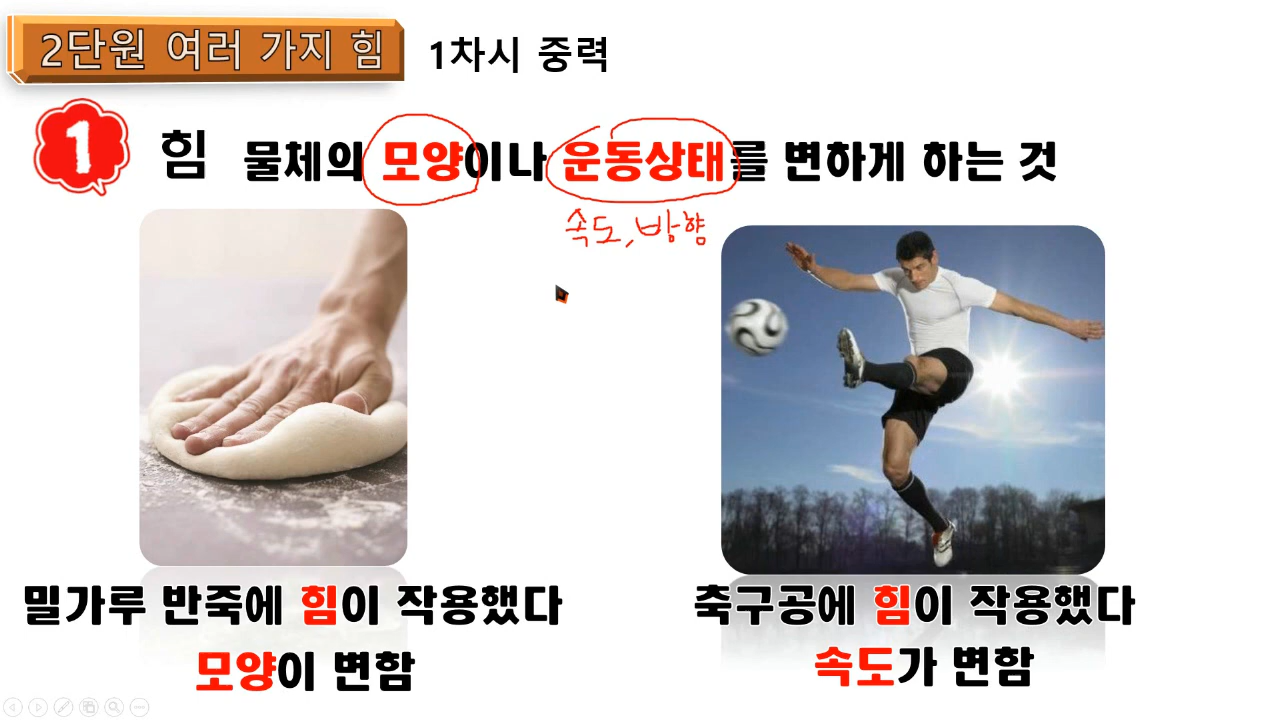 2단원 여러 가지 힘 1차시 중력
1 힘 물체의 모양이나 운동상태를 변하게 하는 것
속도, 방향
밀가루 반죽에 힘이 작용했다
모양이 변함
축구공에 힘이 작용했다
속도가 변함